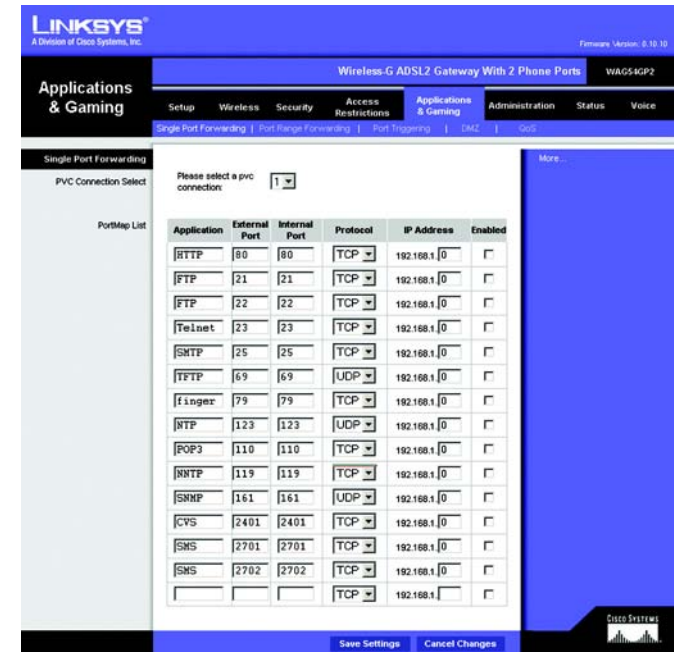 LINKSYS®
A Division of Cisco Systems, Inc.
Firmware Version: 0.10.10
Wireless-G ADSL2 Gateway With 2 Phone Ports WAG54GP2
Applications & Gaming
Setup Wireless Security Access Restrictions Applications & Gaming Administration Status Voice
Single Port Forwarding | Port Range Forwarding | Port Triggering | DMZ | QoS
Single Port Forwarding
More...
PVC Connection Select
Please select a pvc connection: 1
PortMap List
Application External Port Internal Port Protocol IP Address Enabled
HTTP 80 80 TCP 192.168.1. 0
FTP 21 21 TCP 192.168.1. 0
FTP 22 22 TCP 192.168.1. 0
Telnet 23 23 TCP 192.168.1. 0
SMTP 25 25 TCP 192.168.1. 0
TFTP 69 69 UDP 192.168.1. 0
finger 79 79 TCP 192.168.1. 0
NTP 123 123 UDP 192.168.1. 0
POP3 110 110 TCP 192.168.1. 0
NNTP 119 119 TCP 192.168.1. 0
SNMP 161 161 UDP 192.168.1. 0
CVS 2401 2401 TCP 192.168.1. 0
SMS 2701 2701 TCP 192.168.1. 0
SMS 2702 2702 TCP 192.168.1. 0
TCP 192.168.1.
CISCO SYSTEMS
Save Settings Cancel Changes